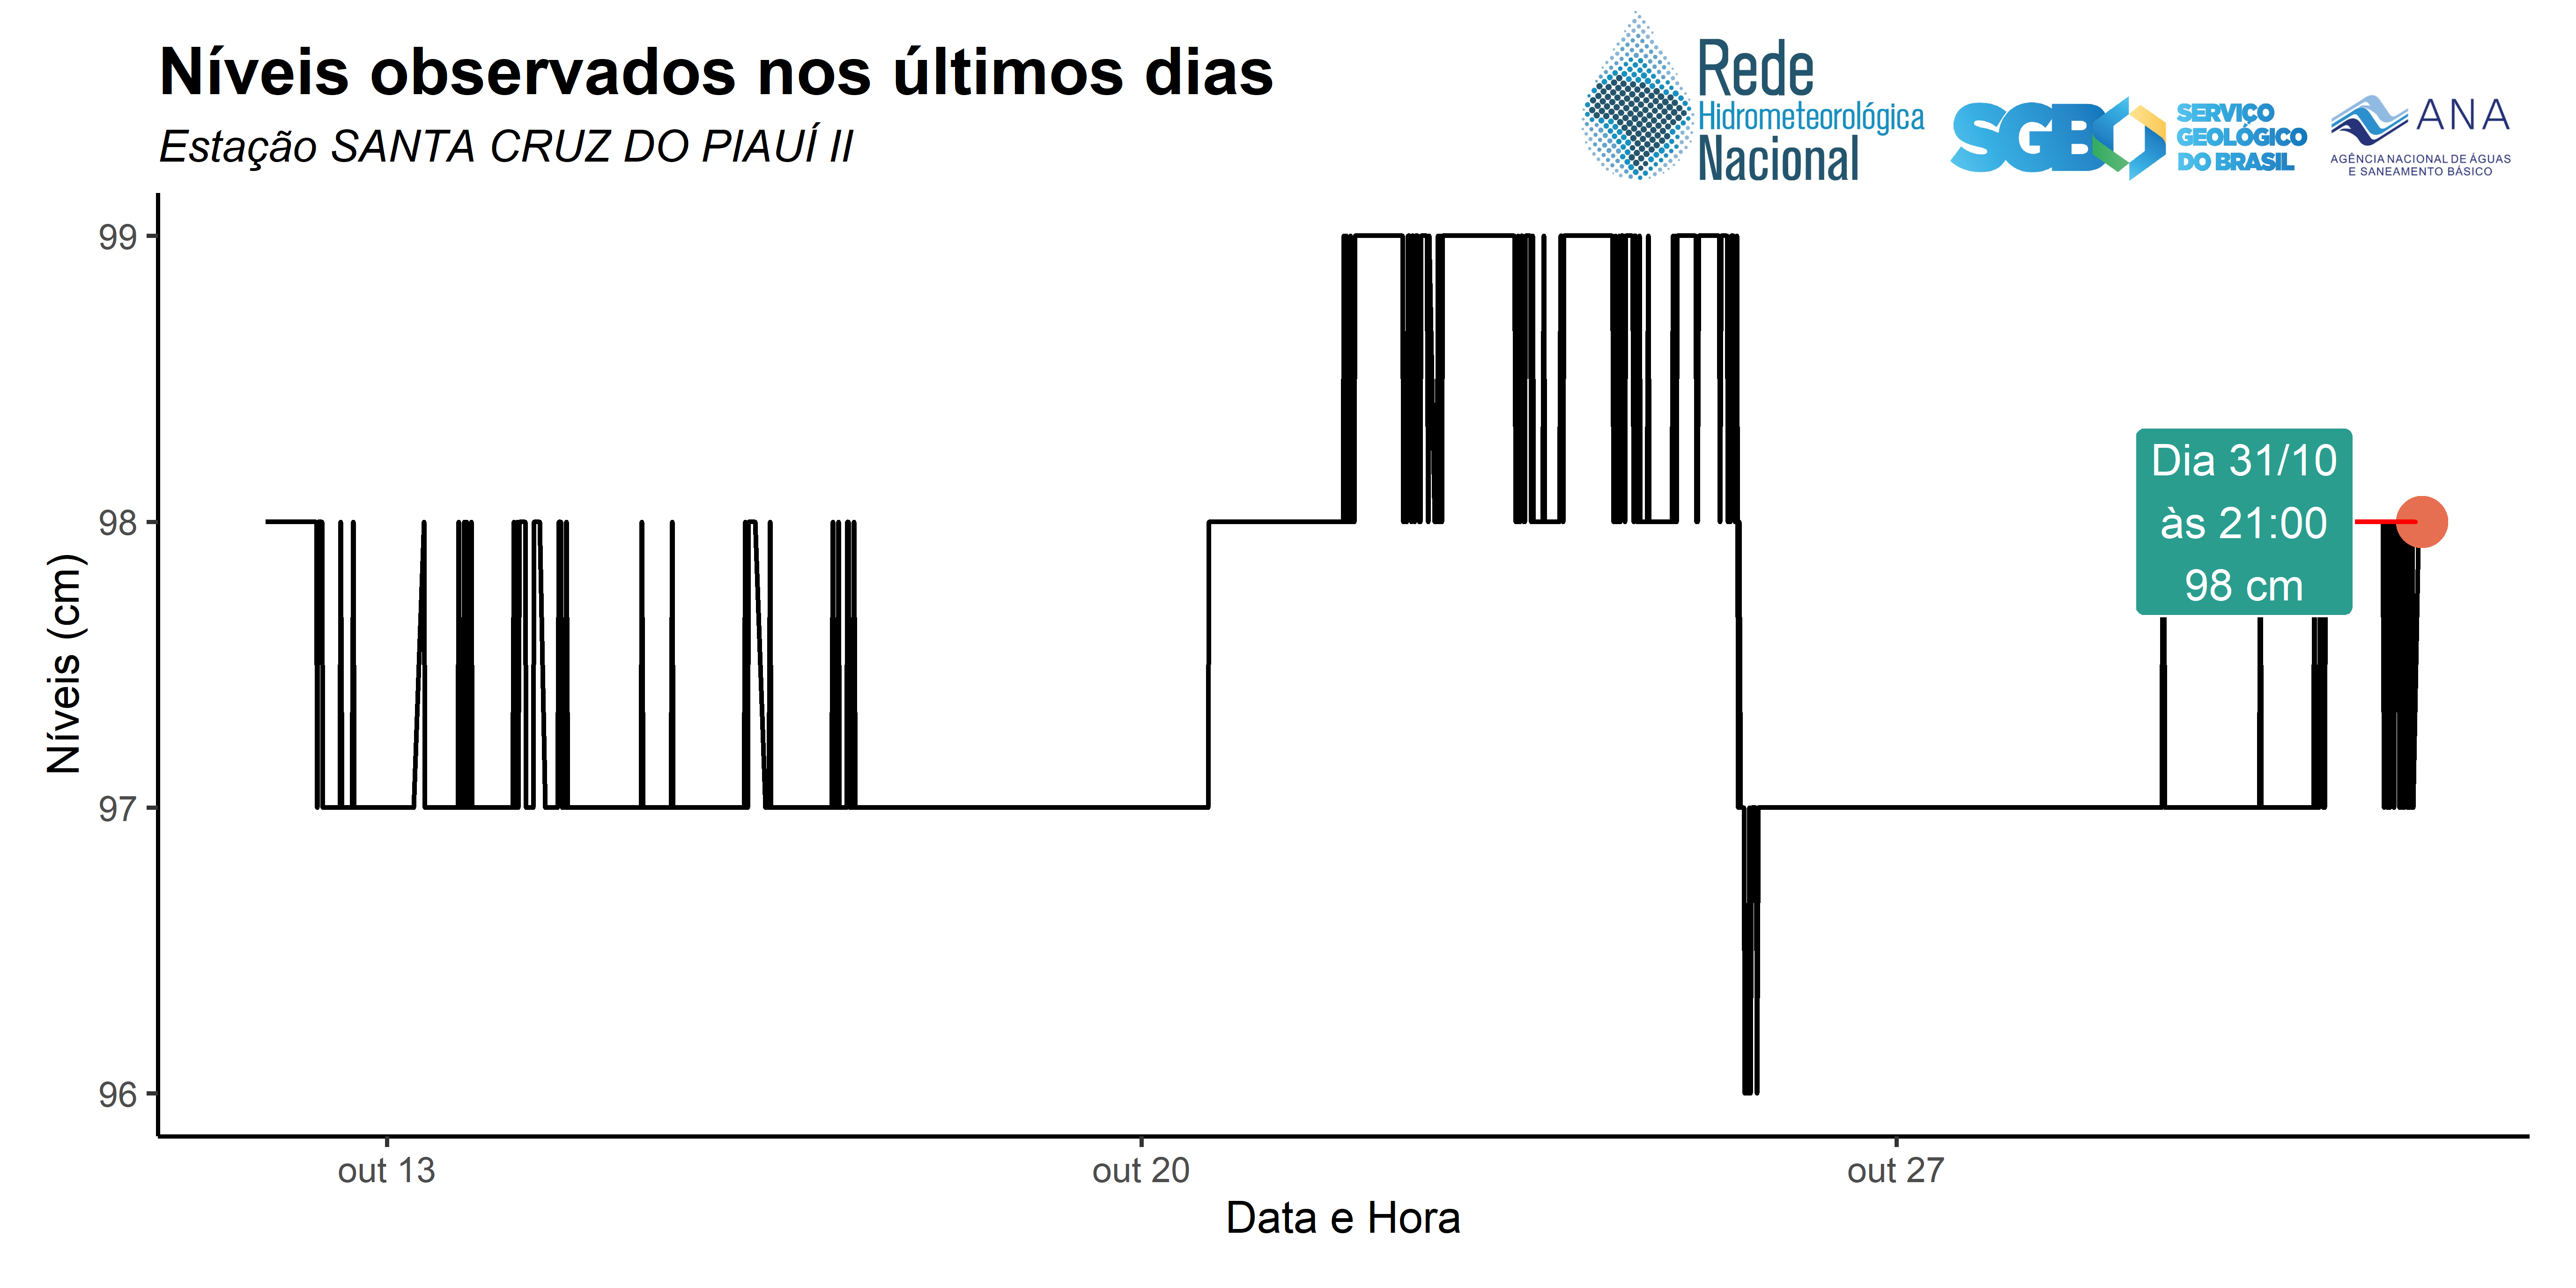 Níveis observados nos últimos dias
Estação SANTA CRUZ DO PIAUÍ II
Rede
Hidrometeorológica
Nacional
SGB
SERVIÇO
GEOLÓGICO
DO BRASIL
ANA
AGÊNCIA NACIONAL DE ÁGUAS
E SANEAMENTO BÁSICO
Níveis (cm)
99
98
97
96
Dia 31/10
às 21:00
98 cm
out 13
out 20
out 27
Data e Hora